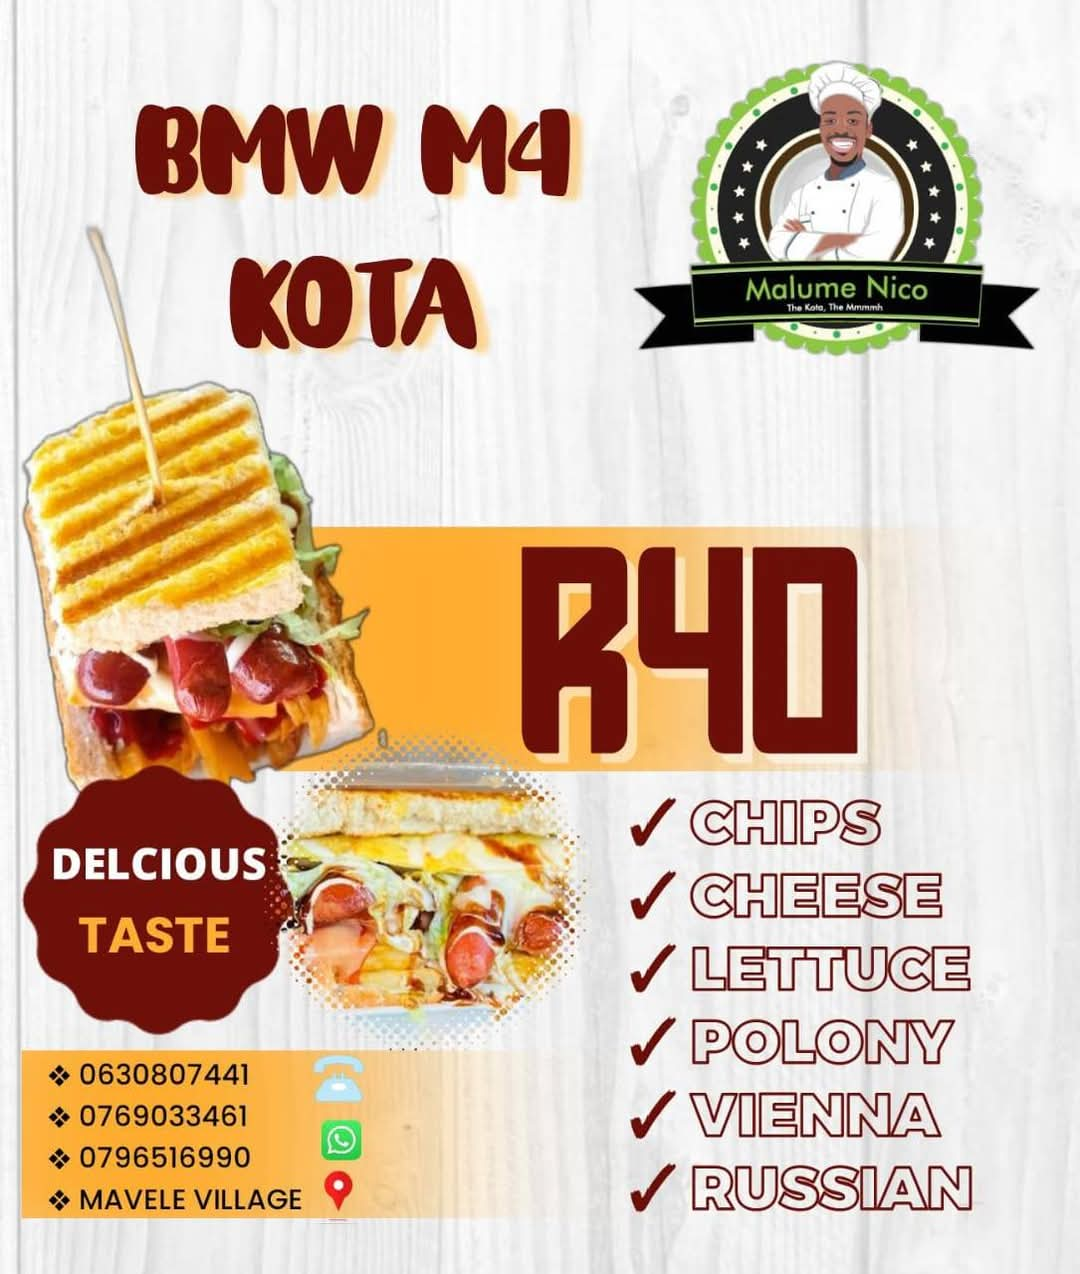 BMW M4
KOTA
Malume Nico
The Kota, The Mmmmh
R40
DELCIOUS
TASTE
✓ CHIPS
✓ CHEESE
✓ LETTUCE
✓ POLONY
✓ VIENNA
✓ RUSSIAN
❖ 0630807441
❖ 0769033461
❖ 0796516990
❖ MAVELE VILLAGE